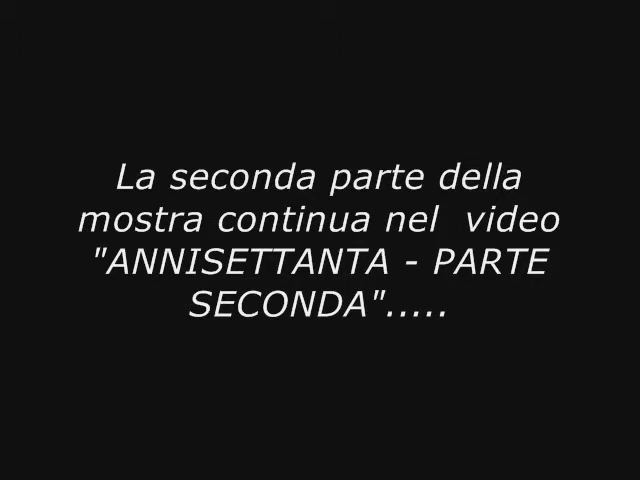 La seconda parte della
mostra continua nel  video
"ANNISETTANTA - PARTE
SECONDA".....